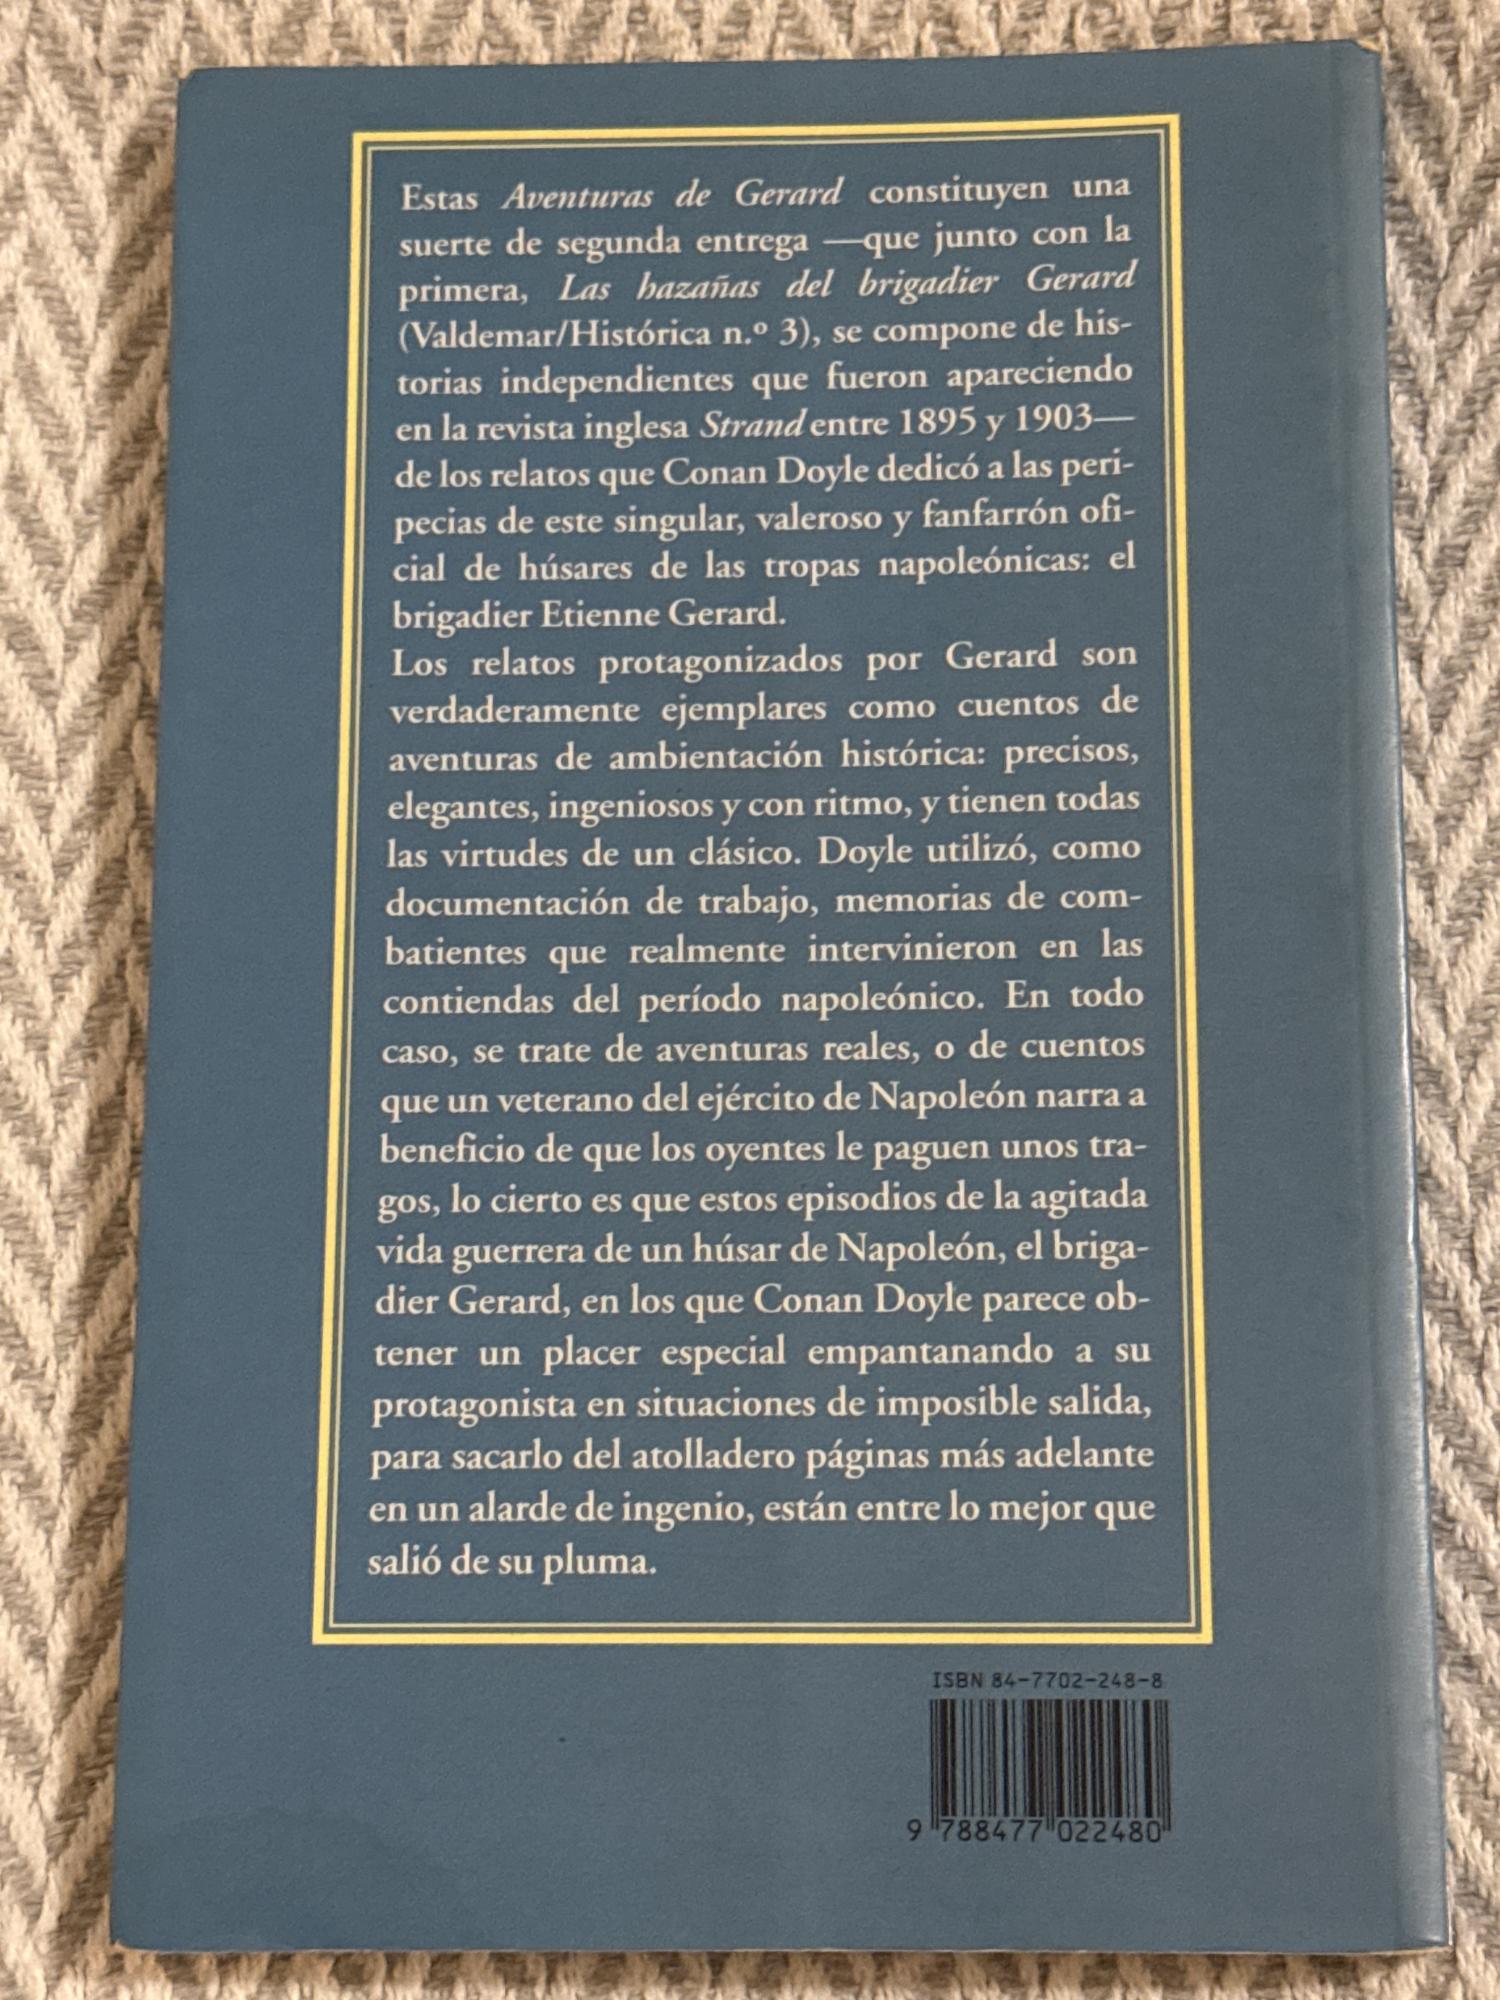 Estas Aventuras de Gerard constituyen una
suerte de segunda entrega —que junto con la
primera, Las hazañas del brigadier Gerard
(Valdemar/Histórica n.º 3), se compone de his-
torias independientes que fueron apareciendo
en la revista inglesa Strand entre 1895 y 1903—
de los relatos que Conan Doyle dedicó a las peri-
pecias de este singular, valeroso y fanfarrón ofi-
cial de húsares de las tropas napoleónicas: el
brigadier Etienne Gerard.
Los relatos protagonizados por Gerard son
verdaderamente ejemplares como cuentos de
aventuras de ambientación histórica: precisos,
elegantes, ingeniosos y con ritmo, y tienen todas
las virtudes de un clásico. Doyle utilizó, como
documentación de trabajo, memorias de com-
batientes que realmente intervinieron en las
contiendas del período napoleónico. En todo
caso, se trate de aventuras reales, o de cuentos
que un veterano del ejército de Napoleón narra a
beneficio de que los oyentes le paguen unos tra-
gos, lo cierto es que estos episodios de la agitada
vida guerrera de un húsar de Napoleón, el briga-
dier Gerard, en los que Conan Doyle parece ob-
tener un placer especial empantanando a su
protagonista en situaciones de imposible salida,
para sacarlo del atolladero páginas más adelante
en un alarde de ingenio, están entre lo mejor que
salió de su pluma.
ISBN 84-7702-248-8
9 788477 022480